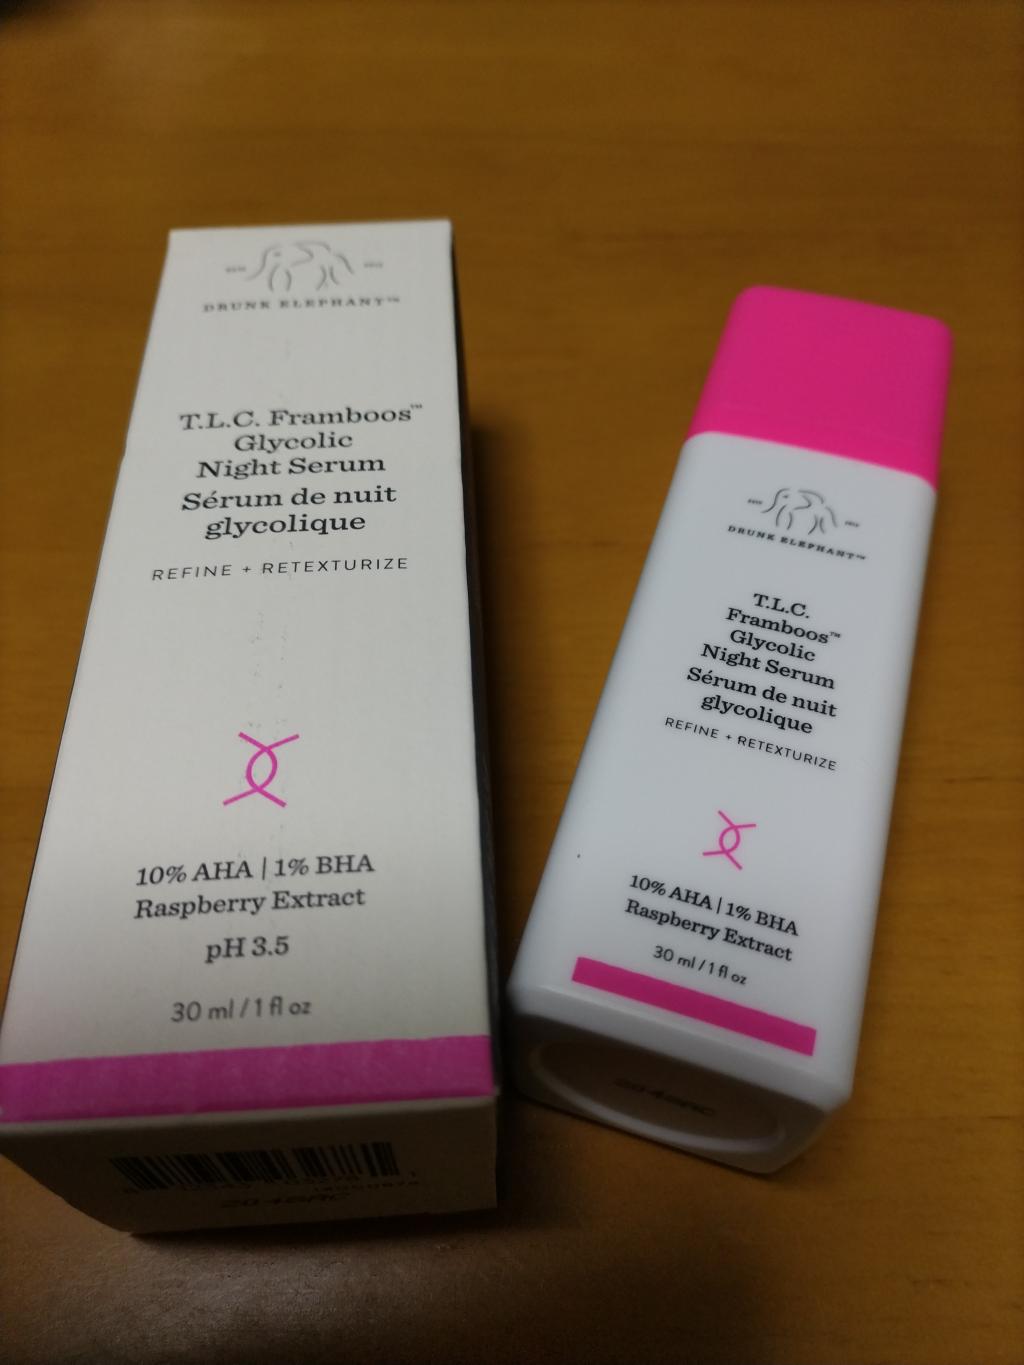 DRUNK ELEPHANT™
T.L.C. Framboos™
Glycolic
Night Serum
Sérum de nuit
glycolique
REFINE + RETEXTURIZE
10% AHA | 1% BHA
Raspberry Extract
pH 3.5
30 ml / 1 fl oz
DRUNK ELEPHANT™
T.L.C.
Framboos™
Glycolic
Night Serum
Sérum de nuit
glycolique
REFINE + RETEXTURIZE
10% AHA | 1% BHA
Raspberry Extract
30 ml / 1 fl oz